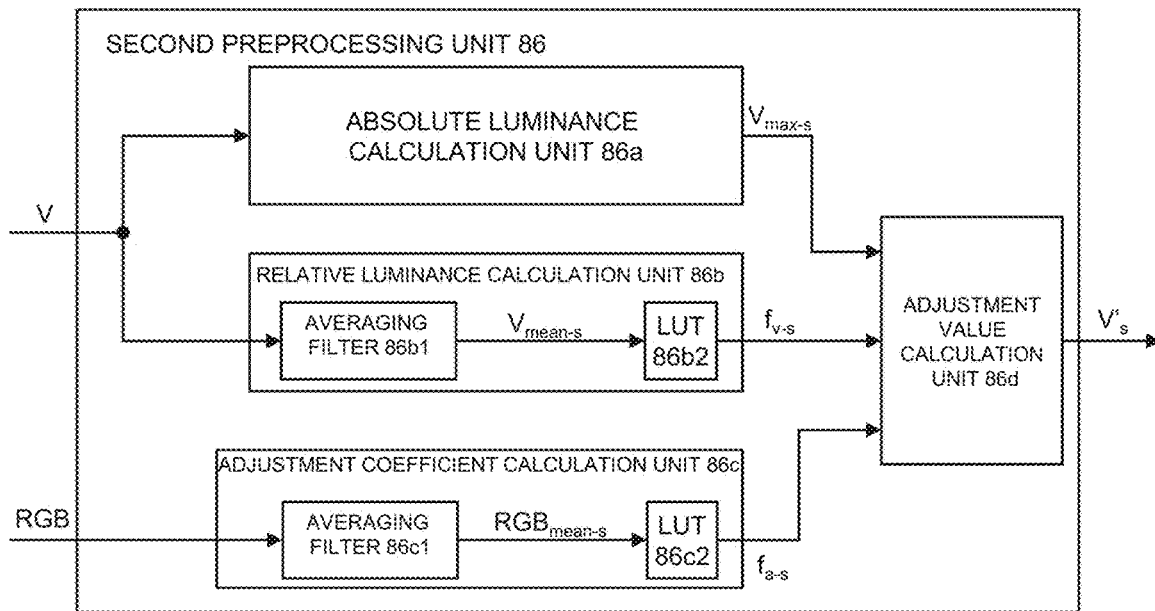 SECOND PREPROCESSING UNIT 86
ABSOLUTE LUMINANCE
CALCULATION UNIT 86a
Vmax-s
V
RELATIVE LUMINANCE CALCULATION UNIT 86b
AVERAGING
FILTER 86b1
Vmean-s
LUT
86b2
fv-s
ADJUSTMENT
VALUE
CALCULATION
UNIT 86d
V's
ADJUSTMENT COEFFICIENT CALCULATION UNIT 86c
RGB
AVERAGING
FILTER 86c1
RGBmean-s
LUT
86c2
fa-s